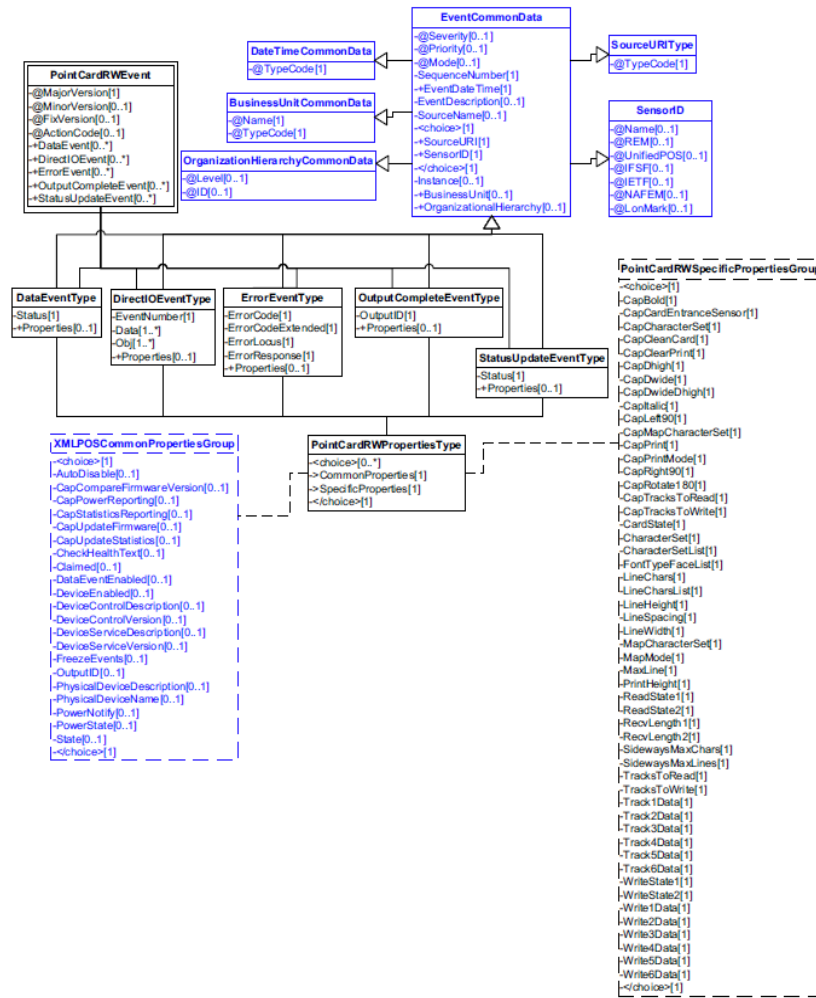 EventCommonData
-@Severity[0..1]
-@Priority[0..1]
-@Mode[0..1]
-SequenceNumber[1]
-+EventDateTime[1]
-EventDescription[0..1]
-SourceName[0..1]
-<choice>[1]
-+SourceURI[1]
-+SensorID[1]
-</choice>[1]
-Instance[0..1]
-+BusinessUnit[0..1]
-+OrganizationalHierarchy[0..1]
DateTimeCommonData
-@TypeCode[1]
SourceURIType
-@TypeCode[1]
PointCardRWEvent
-@MajorVersion[1]
-@MinorVersion[0..1]
-@FixVersion[0..1]
-@ActionCode[1]
-+DataEvent[0..*]
-+DirectIOEvent[0..*]
-+ErrorEvent[0..*]
-+OutputCompleteEvent[0..*]
-+StatusUpdateEvent[0..*]
BusinessUnitCommonData
-@Name[1]
-@TypeCode[1]
SensorID
-@Name[0..1]
-@REM[0..1]
-@UnifiedPOS[0..1]
-@IFSF[0..1]
-@IETF[0..1]
-@NAFEM[0..1]
-@LonMark[0..1]
OrganizationHierarchyCommonData
-@Level[0..1]
-@ID[0..1]
DataEventType
-Status[1]
-+Properties[0..1]
DirectIOEventType
-EventNumber[1]
-Data[1..*]
-Obj[1..*]
-+Properties[0..1]
ErrorEventType
-ErrorCode[1]
-ErrorCodeExtended[1]
-ErrorLocus[1]
-ErrorResponse[1]
-+Properties[0..1]
OutputCompleteEventType
-OutputID[1]
-+Properties[0..1]
StatusUpdateEventType
-Status[1]
-+Properties[0..1]
PointCardRWSpecificPropertiesGroup
-<choice>[1]
-CapBold[1]
-CapCardEntranceSensor[1]
-CapCharacterSet[1]
-CapCleanCard[1]
-CapClearPrint[1]
-CapDhigh[1]
-CapDwide[1]
-CapDwideDhigh[1]
-CapItalic[1]
-CapLeft90[1]
-CapMapCharacterSet[1]
-CapPrint[1]
-CapPrintMode[1]
-CapRight90[1]
-CapRotate180[1]
-CapTracksToRead[1]
-CapTracksToWrite[1]
-CardState[1]
-CharacterSet[1]
-CharacterSetList[1]
-FontTypeFaceList[1]
-LineChars[1]
-LineCharsList[1]
-LineHeight[1]
-LineSpacing[1]
-LineWidth[1]
-MapCharacterSet[1]
-MapMode[1]
-MaxLine[1]
-PrintHeight[1]
-ReadState1[1]
-ReadState2[1]
-RecvLength1[1]
-RecvLength2[1]
-SidewaysMaxChars[1]
-SidewaysMaxLines[1]
-TracksToRead[1]
-TracksToWrite[1]
-Track1Data[1]
-Track2Data[1]
-Track3Data[1]
-Track4Data[1]
-Track5Data[1]
-Track6Data[1]
-WriteState1[1]
-WriteState2[1]
-Write1Data[1]
-Write2Data[1]
-Write3Data[1]
-Write4Data[1]
-Write5Data[1]
-Write6Data[1]
-</choice>[1]
XMLPOSCommonPropertiesGroup
-<choice>[1]
-AutoDisable[0..1]
-CapCompareFirmwareVersion[0..1]
-CapPowerReporting[0..1]
-CapStatisticsReporting[0..1]
-CapUpdateFirmware[0..1]
-CapUpdateStatistics[0..1]
-CheckHealthText[0..1]
-Claimed[0..1]
-DataEventEnabled[0..1]
-DeviceEnabled[0..1]
-DeviceControlDescription[0..1]
-DeviceControlVersion[0..1]
-DeviceServiceDescription[0..1]
-DeviceServiceVersion[0..1]
-FreezeEvents[0..1]
-OutputID[0..1]
-PhysicalDeviceDescription[0..1]
-PhysicalDeviceName[0..1]
-PowerNotify[0..1]
-PowerState[0..1]
-State[0..1]
-</choice>[1]
PointCardRWPropertiesType
-<choice>[0..*]
->CommonProperties[1]
->SpecificProperties[1]
-</choice>[1]